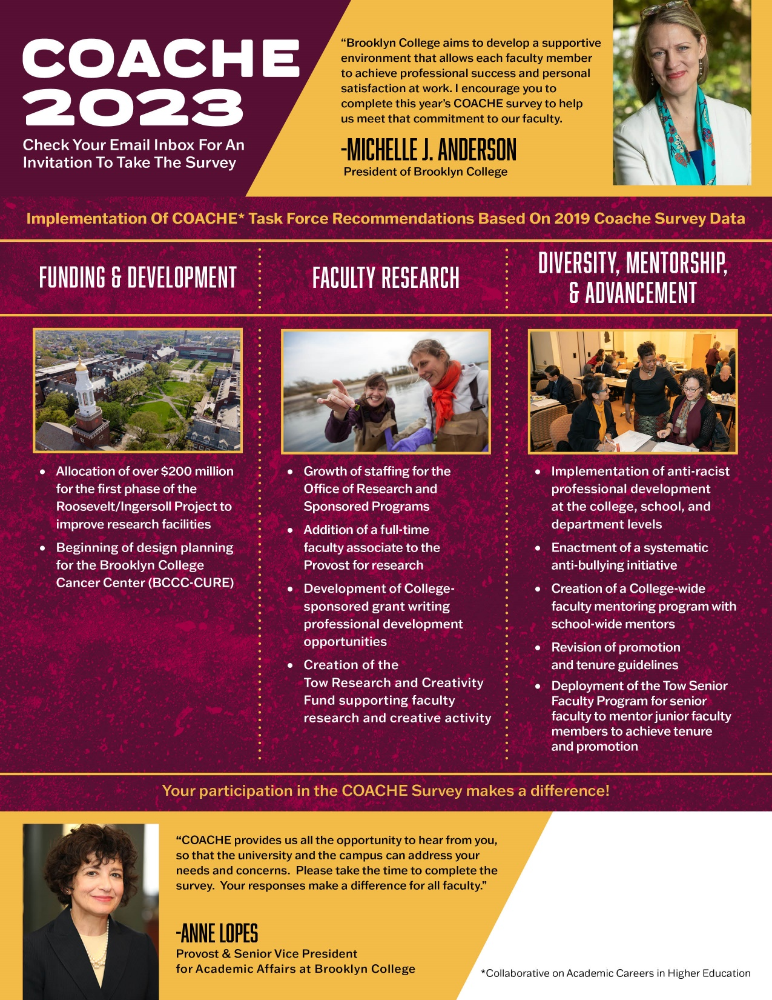 COACHE
2023
Check Your Email Inbox For An
Invitation To Take The Survey
“Brooklyn College aims to develop a supportive
environment that allows each faculty member
to achieve professional success and personal
satisfaction at work. I encourage you to
complete this year’s COACHE survey to help
us meet that commitment to our faculty.
-MICHELLE J. ANDERSON
President of Brooklyn College
Implementation Of COACHE* Task Force Recommendations Based On 2019 Coache Survey Data
FUNDING & DEVELOPMENT
• Allocation of over $200 million
for the first phase of the
Roosevelt/Ingersoll Project to
improve research facilities
• Beginning of design planning
for the Brooklyn College
Cancer Center (BCCC-CURE)
FACULTY RESEARCH
• Growth of staffing for the
Office of Research and
Sponsored Programs
• Addition of a full-time
faculty associate to the
Provost for research
• Development of College-
sponsored grant writing
professional development
opportunities
• Creation of the
Tow Research and Creativity
Fund supporting faculty
research and creative activity
DIVERSITY, MENTORSHIP,
& ADVANCEMENT
• Implementation of anti-racist
professional development
at the college, school, and
department levels
• Enactment of a systematic
anti-bullying initiative
• Creation of a College-wide
faculty mentoring program with
school-wide mentors
• Revision of promotion
and tenure guidelines
• Deployment of the Tow Senior
Faculty Program for senior
faculty to mentor junior faculty
members to achieve tenure
and promotion
Your participation in the COACHE Survey makes a difference!
“COACHE provides us all the opportunity to hear from you,
so that the university and the campus can address your
needs and concerns.  Please take the time to complete the
survey.  Your responses make a difference for all faculty.”
-ANNE LOPES
Provost & Senior Vice President
for Academic Affairs at Brooklyn College
*Collaborative on Academic Careers in Higher Education